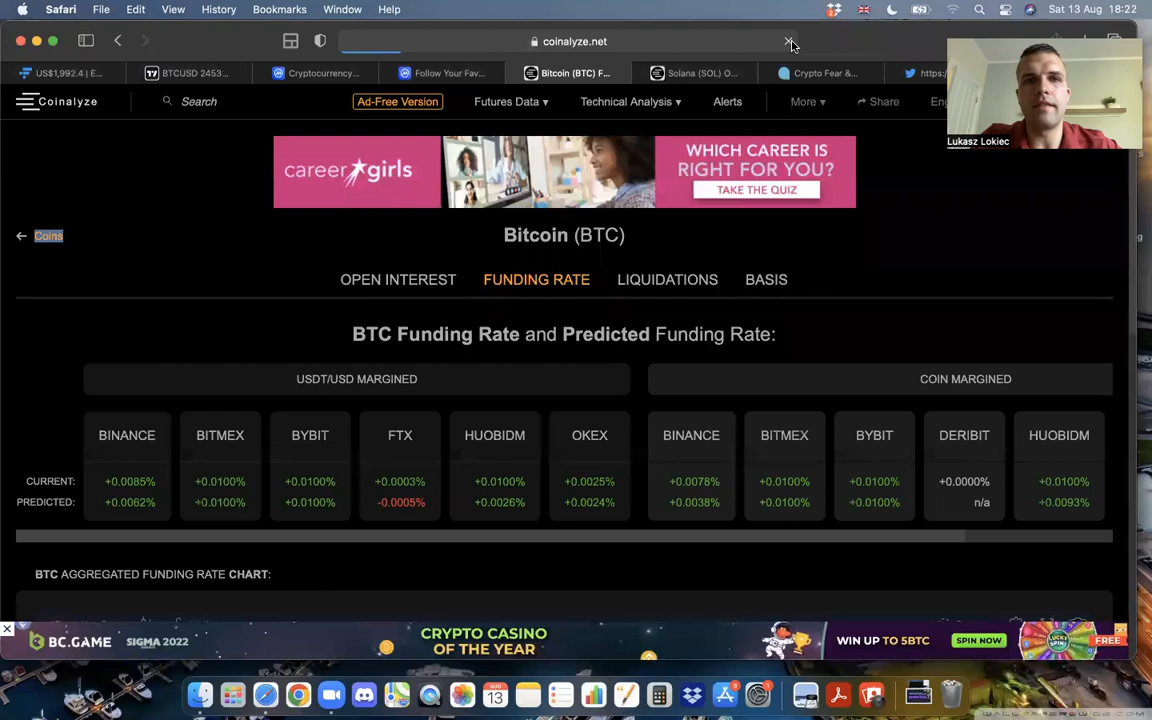 Safari File Edit View History Bookmarks Window Help Sat 13 Aug 18:22
coinalyze.net
US$1,992.4 | E... BTCUSD 2453... Cryptocurrency... Follow Your Fav... Bitcoin (BTC) F... Solana (SOL) O... Crypto Fear &... https:/
Coinalyze Search Ad-Free Version Futures Data Technical Analysis Alerts More Share
Lukasz Lokiec
career girls
WHICH CAREER IS
RIGHT FOR YOU?
TAKE THE QUIZ
Coins
Bitcoin (BTC)
OPEN INTEREST FUNDING RATE LIQUIDATIONS BASIS
BTC Funding Rate and Predicted Funding Rate:
USDT/USD MARGINED COIN MARGINED
BINANCE BITMEX BYBIT FTX HUOBIDM OKEX BINANCE BITMEX BYBIT DERIBIT HUOBIDM
CURRENT: +0.0085% +0.0100% +0.0100% +0.0003% +0.0100% +0.0025% +0.0078% +0.0100% +0.0100% +0.0000% +0.0100%
PREDICTED: +0.0062% +0.0100% +0.0100% -0.0005% +0.0026% +0.0024% +0.0038% +0.0100% +0.0100% n/a +0.0093%
BTC AGGREGATED FUNDING RATE CHART:
BC.GAME SIGMA 2022
CRYPTO CASINO
OF THE YEAR
WIN UP TO 5BTC SPIN NOW
LUCKY
SPIN
FREE
AUG
13